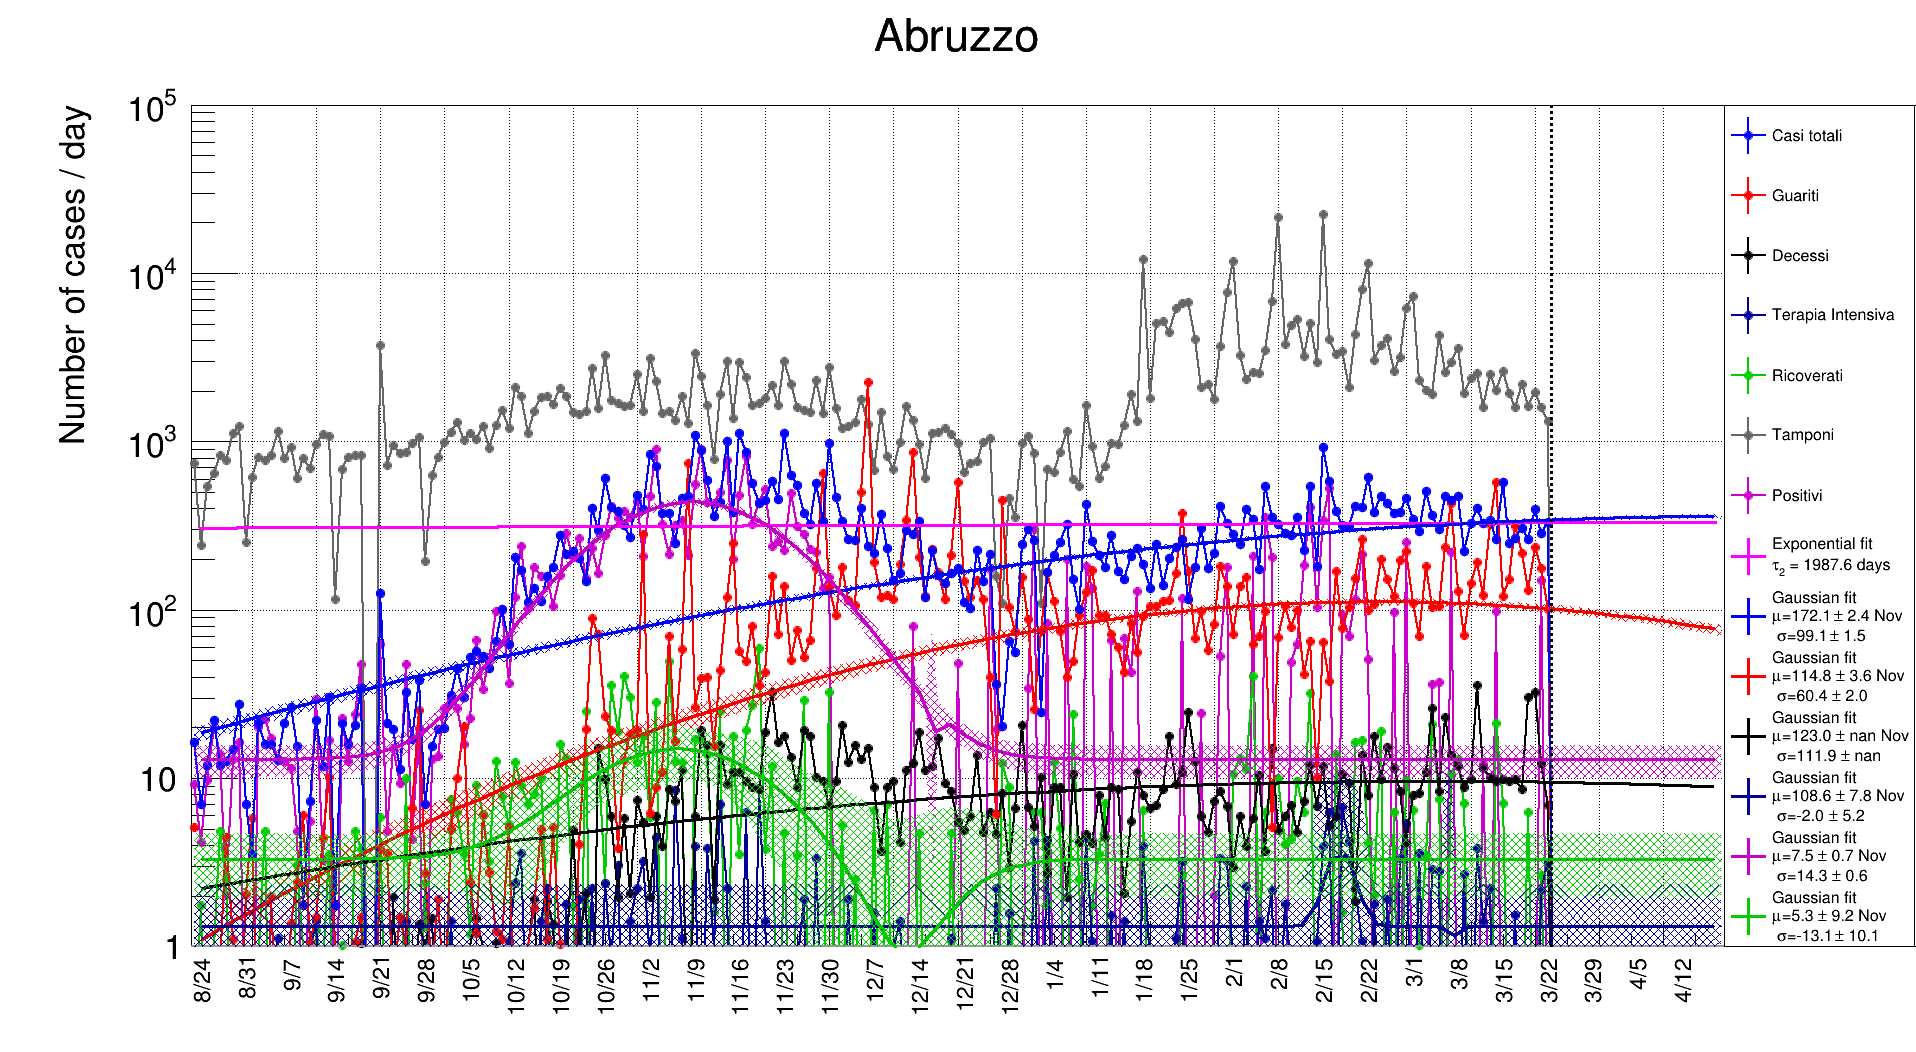 Abruzzo
Number of cases / day
10^5
10^4
10^3
10^2
10
1
8/24
8/31
9/7
9/14
9/21
9/28
10/5
10/12
10/19
10/26
11/2
11/9
11/16
11/23
11/30
12/7
12/14
12/21
12/28
1/4
1/11
1/18
1/25
2/1
2/8
2/15
2/22
3/1
3/8
3/15
3/22
3/29
4/5
4/12
Casi totali
Guariti
Decessi
Terapia Intensiva
Ricoverati
Tamponi
Positivi
Exponential fit
τ₂ = 1987.6 days
Gaussian fit
μ=172.1 ± 2.4 Nov
σ=99.1 ± 1.5
Gaussian fit
μ=114.8 ± 3.6 Nov
σ=60.4 ± 2.0
Gaussian fit
μ=123.0 ± nan Nov
σ=111.9 ± nan
Gaussian fit
μ=108.6 ± 7.8 Nov
σ=-2.0 ± 5.2
Gaussian fit
μ=7.5 ± 0.7 Nov
σ=14.3 ± 0.6
Gaussian fit
μ=5.3 ± 9.2 Nov
σ=-13.1 ± 10.1